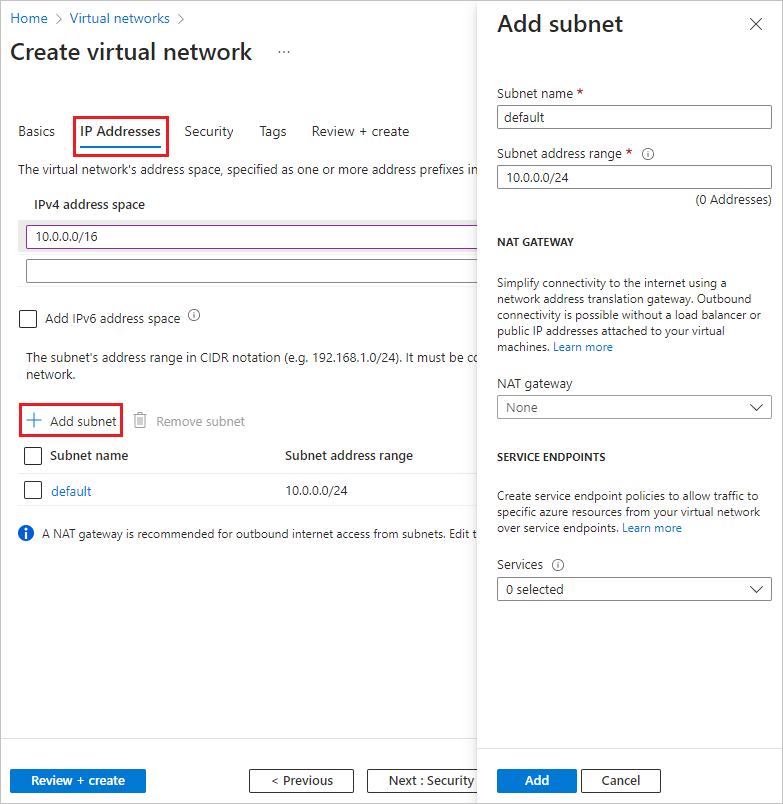 Home > Virtual networks >
Create virtual network ...
Basics IP Addresses Security Tags Review + create
The virtual network's address space, specified as one or more address prefixes in
IPv4 address space
10.0.0.0/16
Add IPv6 address space
The subnet's address range in CIDR notation (e.g. 192.168.1.0/24). It must be co
network.
Add subnet Remove subnet
Subnet name Subnet address range
default 10.0.0.0/24
A NAT gateway is recommended for outbound internet access from subnets. Edit t
Review + create < Previous Next : Security
Add subnet
Subnet name *
default
Subnet address range *
10.0.0.0/24
(0 Addresses)
NAT GATEWAY
Simplify connectivity to the internet using a
network address translation gateway. Outbound
connectivity is possible without a load balancer or
public IP addresses attached to your virtual
machines. Learn more
NAT gateway
None
SERVICE ENDPOINTS
Create service endpoint policies to allow traffic to
specific azure resources from your virtual network
over service endpoints. Learn more
Services
0 selected
Add Cancel